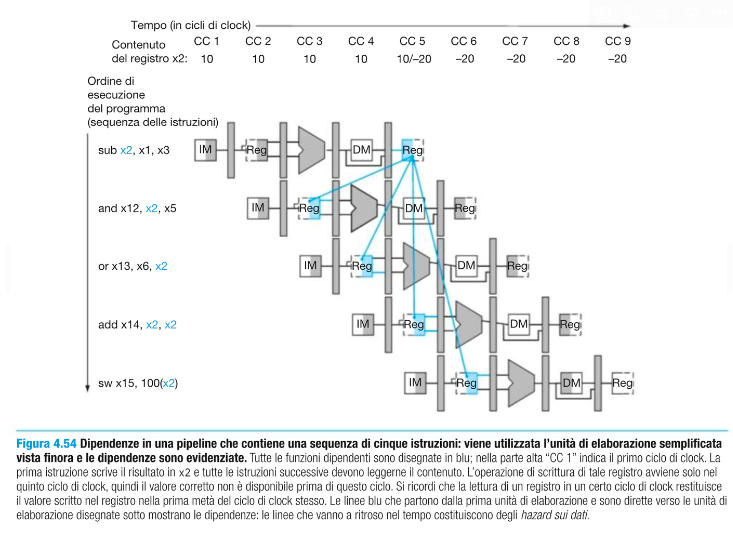 Tempo (in cicli di clock)
Contenuto del registro x2:
CC 1 CC 2 CC 3 CC 4 CC 5 CC 6 CC 7 CC 8 CC 9
10 10 10 10 10/–20 –20 –20 –20 –20
Ordine di
esecuzione
del programma
(sequenza delle istruzioni)
sub x2, x1, x3
IM Reg DM Reg
and x12, x2, x5
IM Reg DM Reg
or x13, x6, x2
IM Reg DM Reg
add x14, x2, x2
IM Reg DM Reg
sw x15, 100(x2)
IM Reg DM Reg
Figura 4.54 Dipendenze in una pipeline che contiene una sequenza di cinque istruzioni: viene utilizzata l'unità di elaborazione semplificata
vista finora e le dipendenze sono evidenziate. Tutte le funzioni dipendenti sono disegnate in blu; nella parte alta "CC 1" indica il primo ciclo di clock. La
prima istruzione scrive il risultato in x2 e tutte le istruzioni successive devono leggerne il contenuto. L'operazione di scrittura di tale registro avviene solo nel
quinto ciclo di clock, quindi il valore corretto non è disponibile prima di questo ciclo. Si ricordi che la lettura di un registro in un certo ciclo di clock restituisce
il valore scritto nel registro nella prima metà del ciclo di clock stesso. Le linee blu che partono dalla prima unità di elaborazione e sono dirette verso le unità di
elaborazione disegnate sotto mostrano le dipendenze: le linee che vanno a ritroso nel tempo costituiscono degli hazard sui dati.